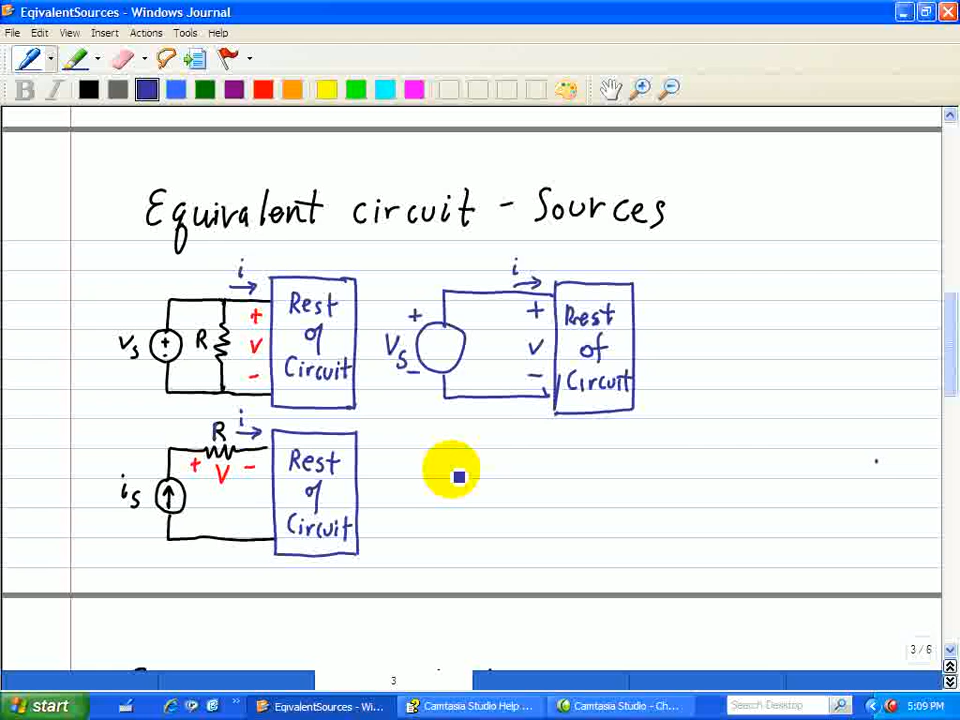 EqivalentSources - Windows Journal
File Edit View Insert Actions Tools Help
B I
Equivalent circuit - Sources
i
Rest
of
Circuit
vs
+
-
R
+
v
-
i
Rest
of
Circuit
+
Vs
-
+
v
-
R
i
+ V -
is
Rest
of
Circuit
3 / 6
3
start
EqivalentSources - Wi...
Camtasia Studio Help ...
Camtasia Studio - Ch...
Search Desktop
5:09 PM